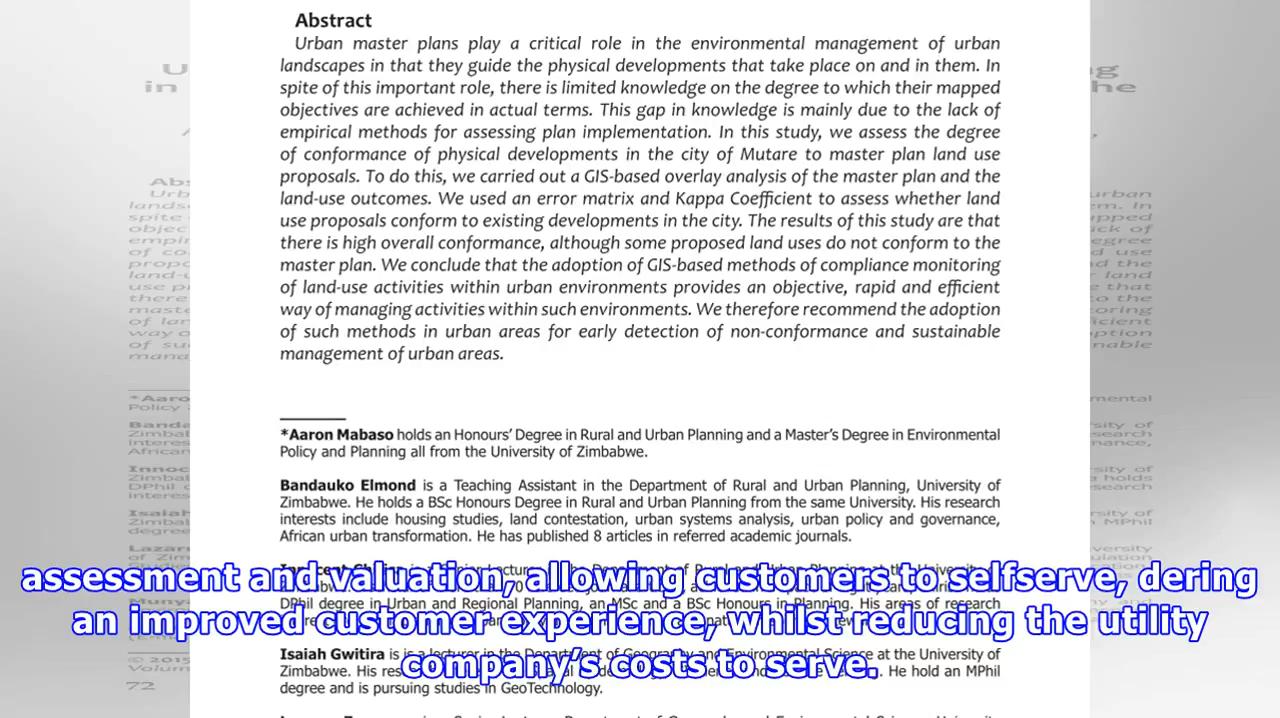 Abstract
Urban master plans play a critical role in the environmental management of urban
landscapes in that they guide the physical developments that take place on and in them. In
spite of this important role, there is limited knowledge on the degree to which their mapped
objectives are achieved in actual terms. This gap in knowledge is mainly due to the lack of
empirical methods for assessing plan implementation. In this study, we assess the degree
of conformance of physical developments in the city of Mutare to master plan land use
proposals. To do this, we carried out a GIS-based overlay analysis of the master plan and the
land-use outcomes. We used an error matrix and Kappa Coefficient to assess whether land
use proposals conform to existing developments in the city. The results of this study are that
there is high overall conformance, although some proposed land uses do not conform to the
master plan. We conclude that the adoption of GIS-based methods of compliance monitoring
of land-use activities within urban environments provides an objective, rapid and efficient
way of managing activities within such environments. We therefore recommend the adoption
of such methods in urban areas for early detection of non-conformance and sustainable
management of urban areas.
*Aaron Mabaso holds an Honours' Degree in Rural and Urban Planning and a Master's Degree in Environmental
Policy and Planning all from the University of Zimbabwe.
Bandauko Elmond is a Teaching Assistant in the Department of Rural and Urban Planning, University of
Zimbabwe. He holds a BSc Honours Degree in Rural and Urban Planning from the same University. His research
interests include housing studies, land contestation, urban systems analysis, urban policy and governance,
African urban transformation. He has published 8 articles in referred academic journals.
assessment and valuation, allowing customers to selfserve, dering
DPhil degree in Urban and Regional Planning, an MSc and a BSc Honours in Planning. His areas of research
an improved customer experience, whilst reducing the utility
Isaiah Gwitira is a lecturer in the Department of Geography and Environmental Science at the University of
company's costs to serve.
Zimbabwe. His He hold an MPhil
degree and is pursuing studies in GeoTechnology.
© 2015
72